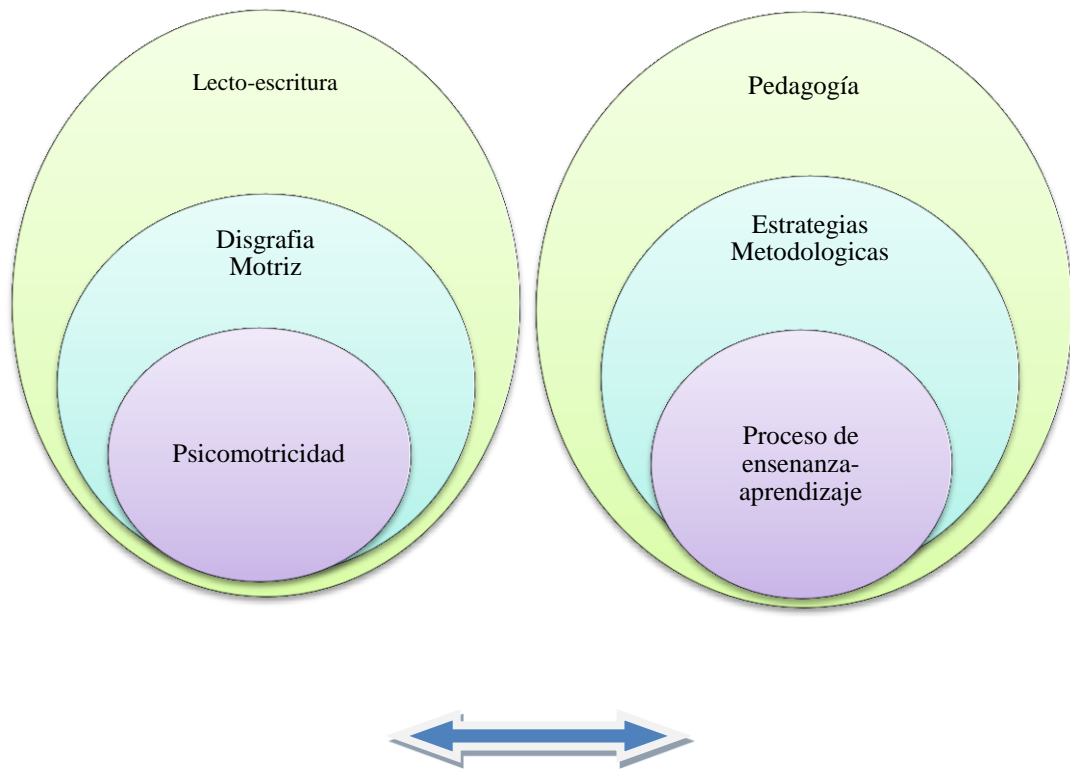 Lecto-escritura
Disgrafia
Motriz
Psicomotricidad
Pedagogía
Estrategias
Metodologicas
Proceso de
ensenanza-
aprendizaje